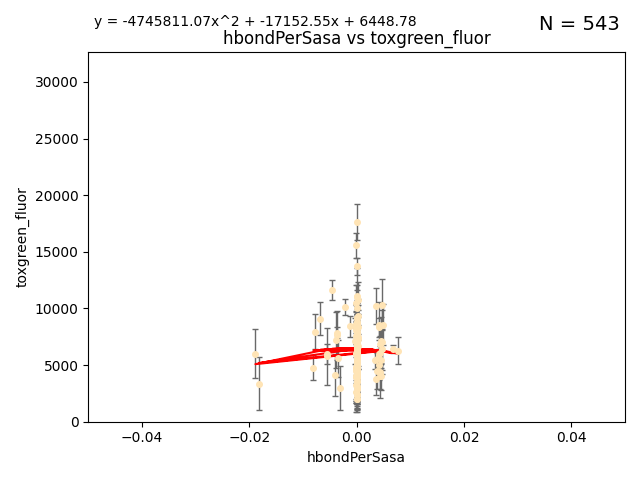 y = -4745811.07x^2 + -17152.55x + 6448.78
N = 543
hbondPerSasa vs toxgreen_fluor
30000
25000
20000
15000
10000
5000
0
toxgreen_fluor
−0.04
−0.02
0.00
0.02
0.04
hbondPerSasa